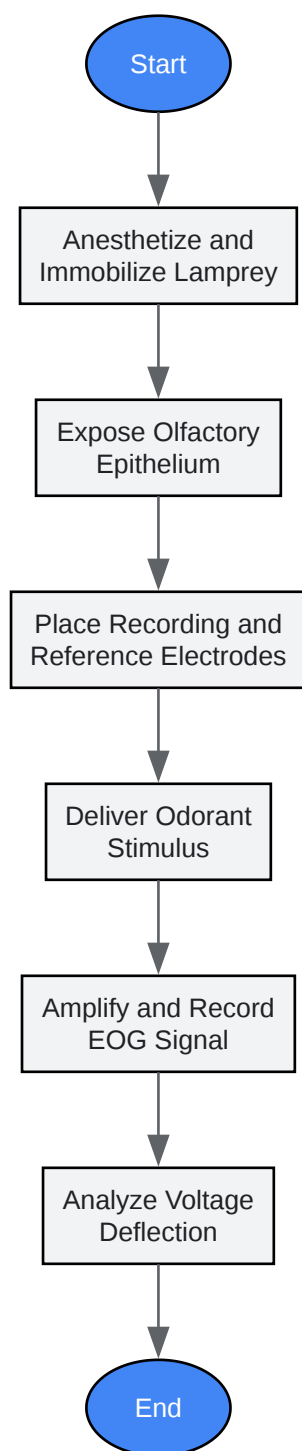 Start
Anesthetize and
Immobilize Lamprey
Expose Olfactory
Epithelium
Place Recording and
Reference Electrodes
Deliver Odorant
Stimulus
Amplify and Record
EOG Signal
Analyze Voltage
Deflection
End